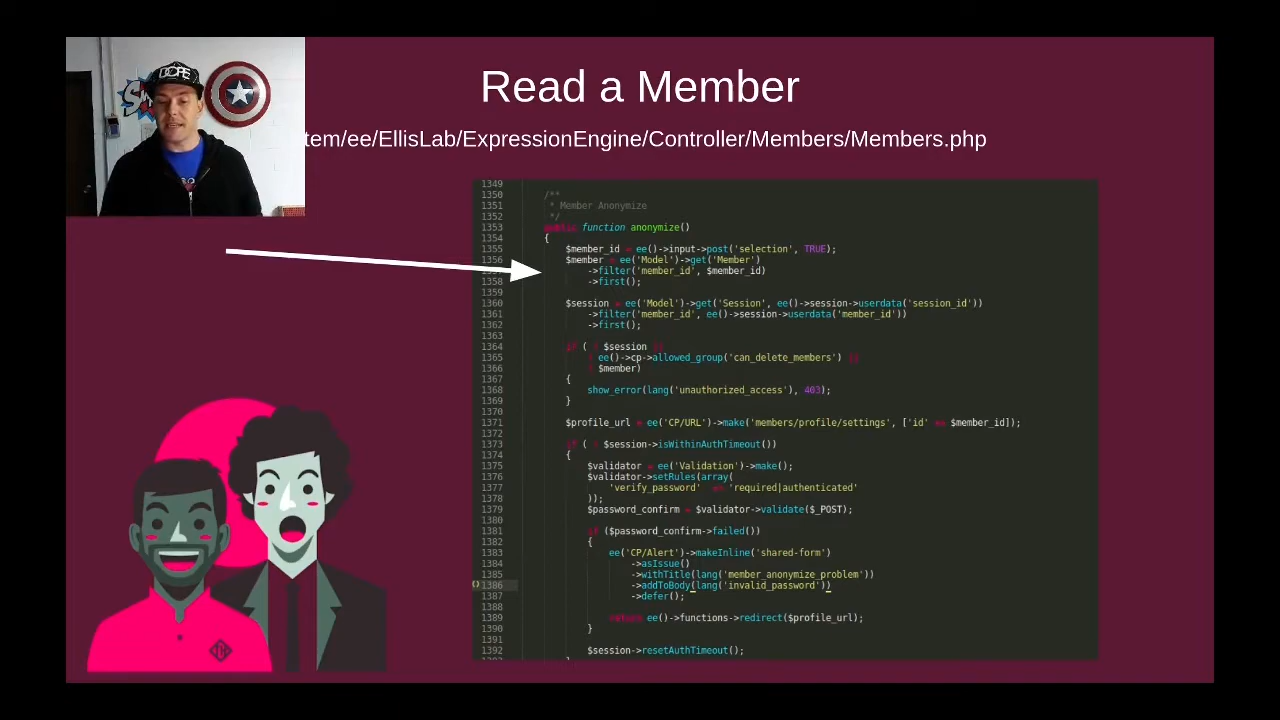 DOPE
Read a Member
tem/ee/EllisLab/ExpressionEngine/Controller/Members/Members.php
1349
1350 /**
1351 * Member Anonymize
1352 */
1353 public function anonymize()
1354 {
1355 $member_id = ee()->input->post('selection', TRUE);
1356 $member = ee('Model')->get('Member')
1357 ->filter('member_id', $member_id)
1358 ->first();
1359
1360 $session = ee('Model')->get('Session', ee()->session->userdata('session_id'))
1361 ->filter('member_id', ee()->session->userdata('member_id'))
1362 ->first();
1363
1364 if ( ! $session ||
1365 ! ee()->cp->allowed_group('can_delete_members') ||
1366 ! $member)
1367 {
1368 show_error(lang('unauthorized_access'), 403);
1369 }
1370
1371 $profile_url = ee('CP/URL')->make('members/profile/settings', ['id' => $member_id]);
1372
1373 if ( ! $session->isWithinAuthTimeout())
1374 {
1375 $validator = ee('Validation')->make();
1376 $validator->setRules(array(
1377 'verify_password' => 'required|authenticated'
1378 ));
1379 $password_confirm = $validator->validate($_POST);
1380
1381 if ($password_confirm->failed())
1382 {
1383 ee('CP/Alert')->makeInline('shared-form')
1384 ->asIssue()
1385 ->withTitle(lang('member_anonymize_problem'))
1386 ->addToBody(lang('invalid_password'))
1387 ->defer();
1388
1389 return ee()->functions->redirect($profile_url);
1390 }
1391
1392 $session->resetAuthTimeout();